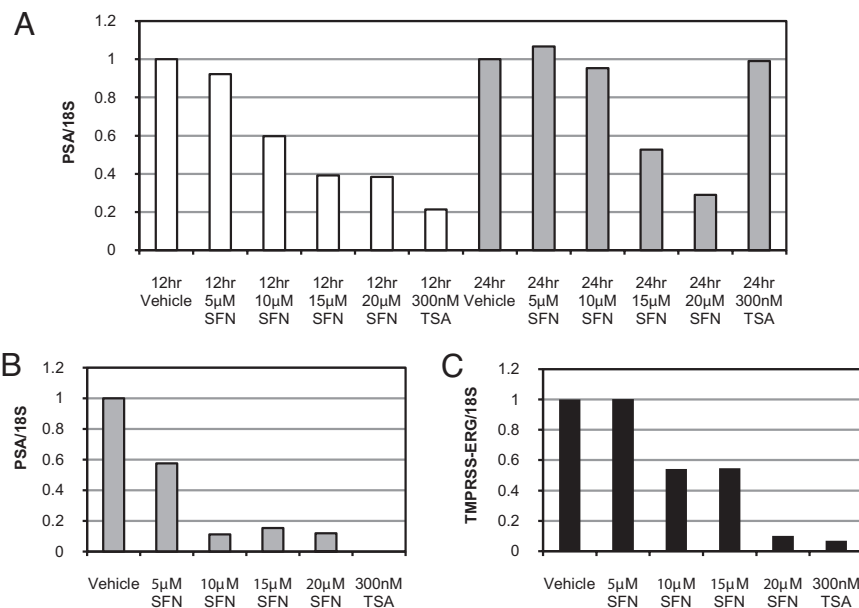 A
PSA/18S
1.2
1
0.8
0.6
0.4
0.2
0
12hr 12hr 12hr 12hr 12hr 12hr 24hr 24hr 24hr 24hr 24hr 24hr
Vehicle 5µM 10µM 15µM 20µM 300nM Vehicle 5µM 10µM 15µM 20µM 300nM
SFN SFN SFN SFN TSA SFN SFN SFN SFN TSA
B
PSA/18S
1.2
1
0.8
0.6
0.4
0.2
0
Vehicle 5µM 10µM 15µM 20µM 300nM
SFN SFN SFN SFN TSA
C
TMPRSS-ERG/18S
1.2
1
0.8
0.6
0.4
0.2
0
Vehicle 5µM 10µM 15µM 20µM 300nM
SFN SFN SFN SFN TSA